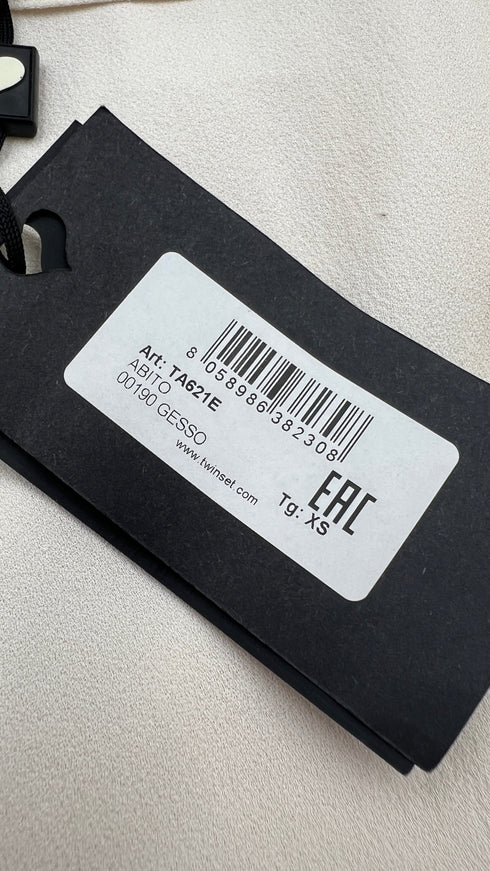 8 058986 382308
Art: TA621E
ABITO
00190 GESSO
www.twinset.com
Tg: XS
EAC